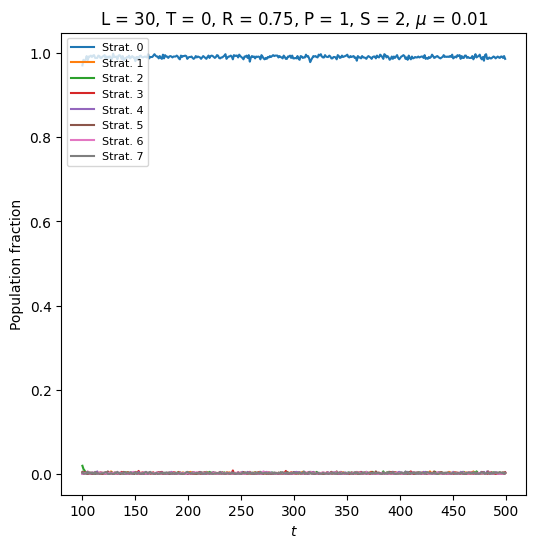 L = 30, T = 0, R = 0.75, P = 1, S = 2, μ = 0.01
Strat. 0
Strat. 1
Strat. 2
Strat. 3
Strat. 4
Strat. 5
Strat. 6
Strat. 7
Population fraction
1.0
0.8
0.6
0.4
0.2
0.0
100 150 200 250 300 350 400 450 500
t